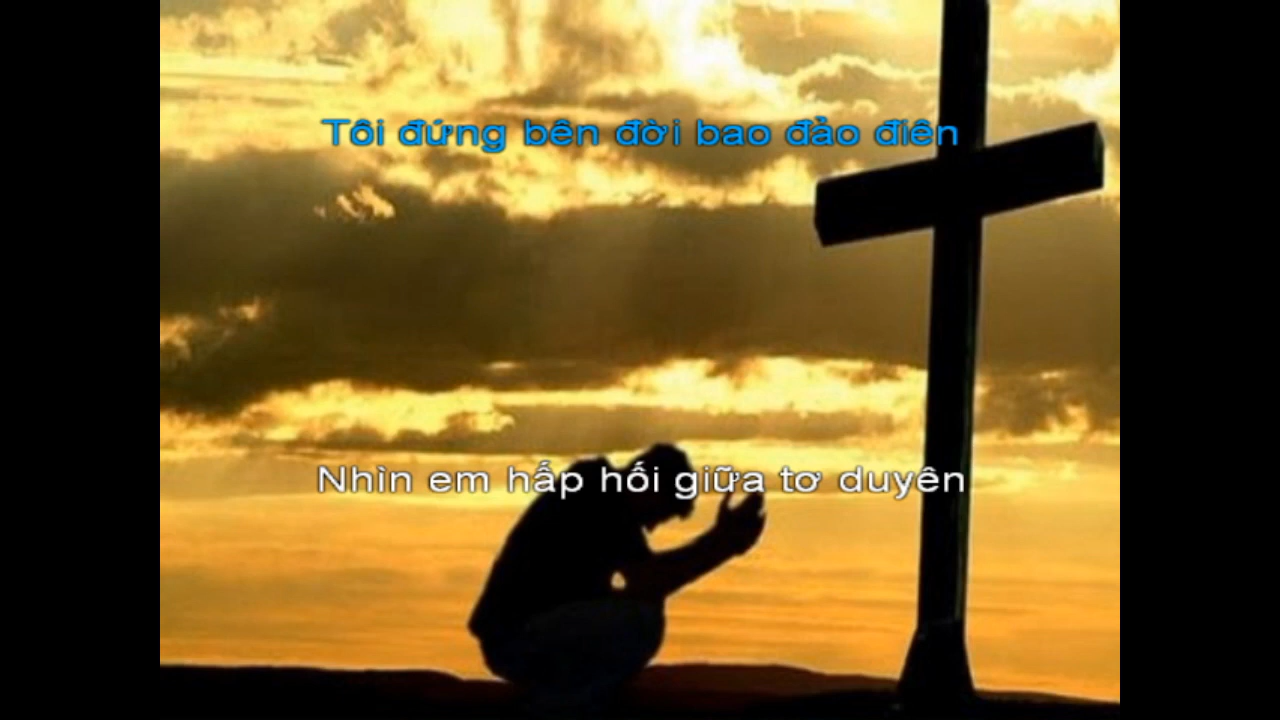 Tôi đứng bên đời bao đảo điên
Nhìn em hấp hối giữa tơ duyên